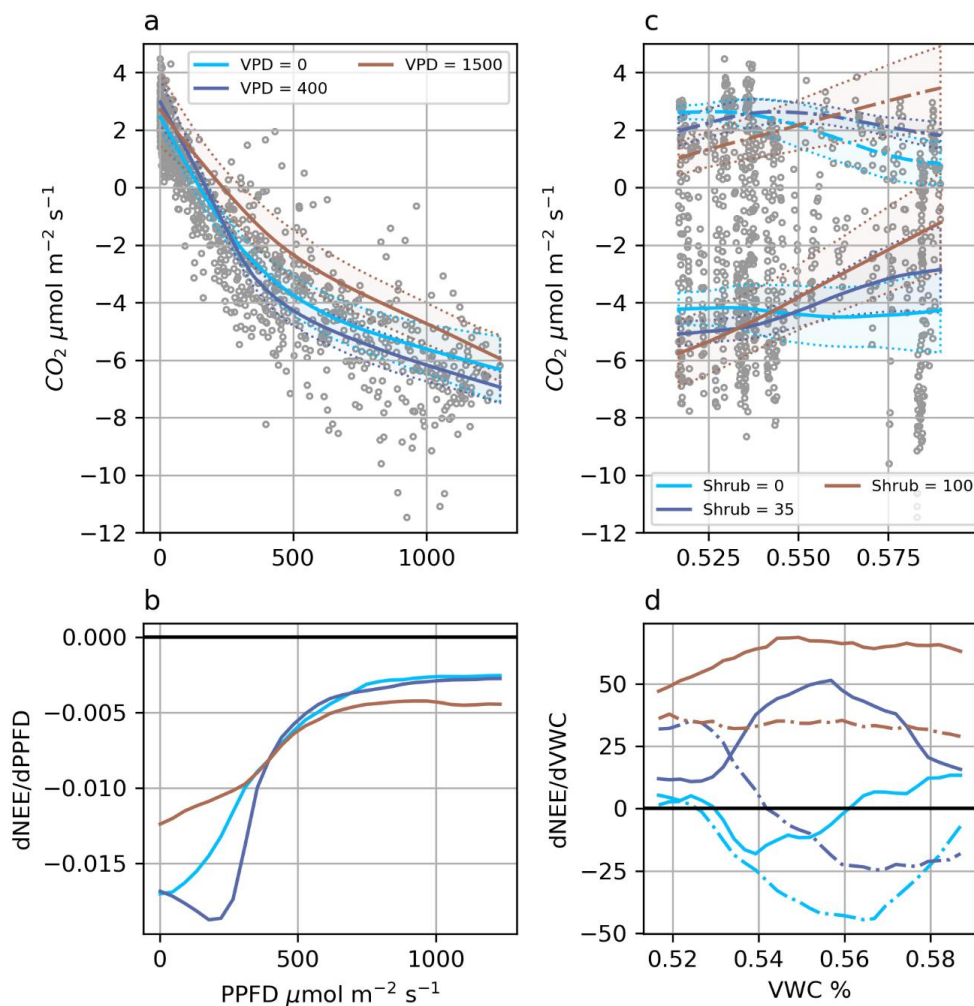 a
VPD = 0
VPD = 400
VPD = 1500
4
2
0
−2
−4
−6
−8
−10
−12
CO₂ μmol m⁻² s⁻¹
0
500
1000
c
4
2
0
−2
−4
−6
−8
−10
−12
CO₂ μmol m⁻² s⁻¹
Shrub = 0
Shrub = 35
Shrub = 100
0.525
0.550
0.575
b
0.000
−0.005
−0.010
−0.015
dNEE/dPPFD
0
500
1000
PPFD μmol m⁻² s⁻¹
d
50
25
0
−25
−50
dNEE/dVWC
0.52
0.54
0.56
0.58
VWC %